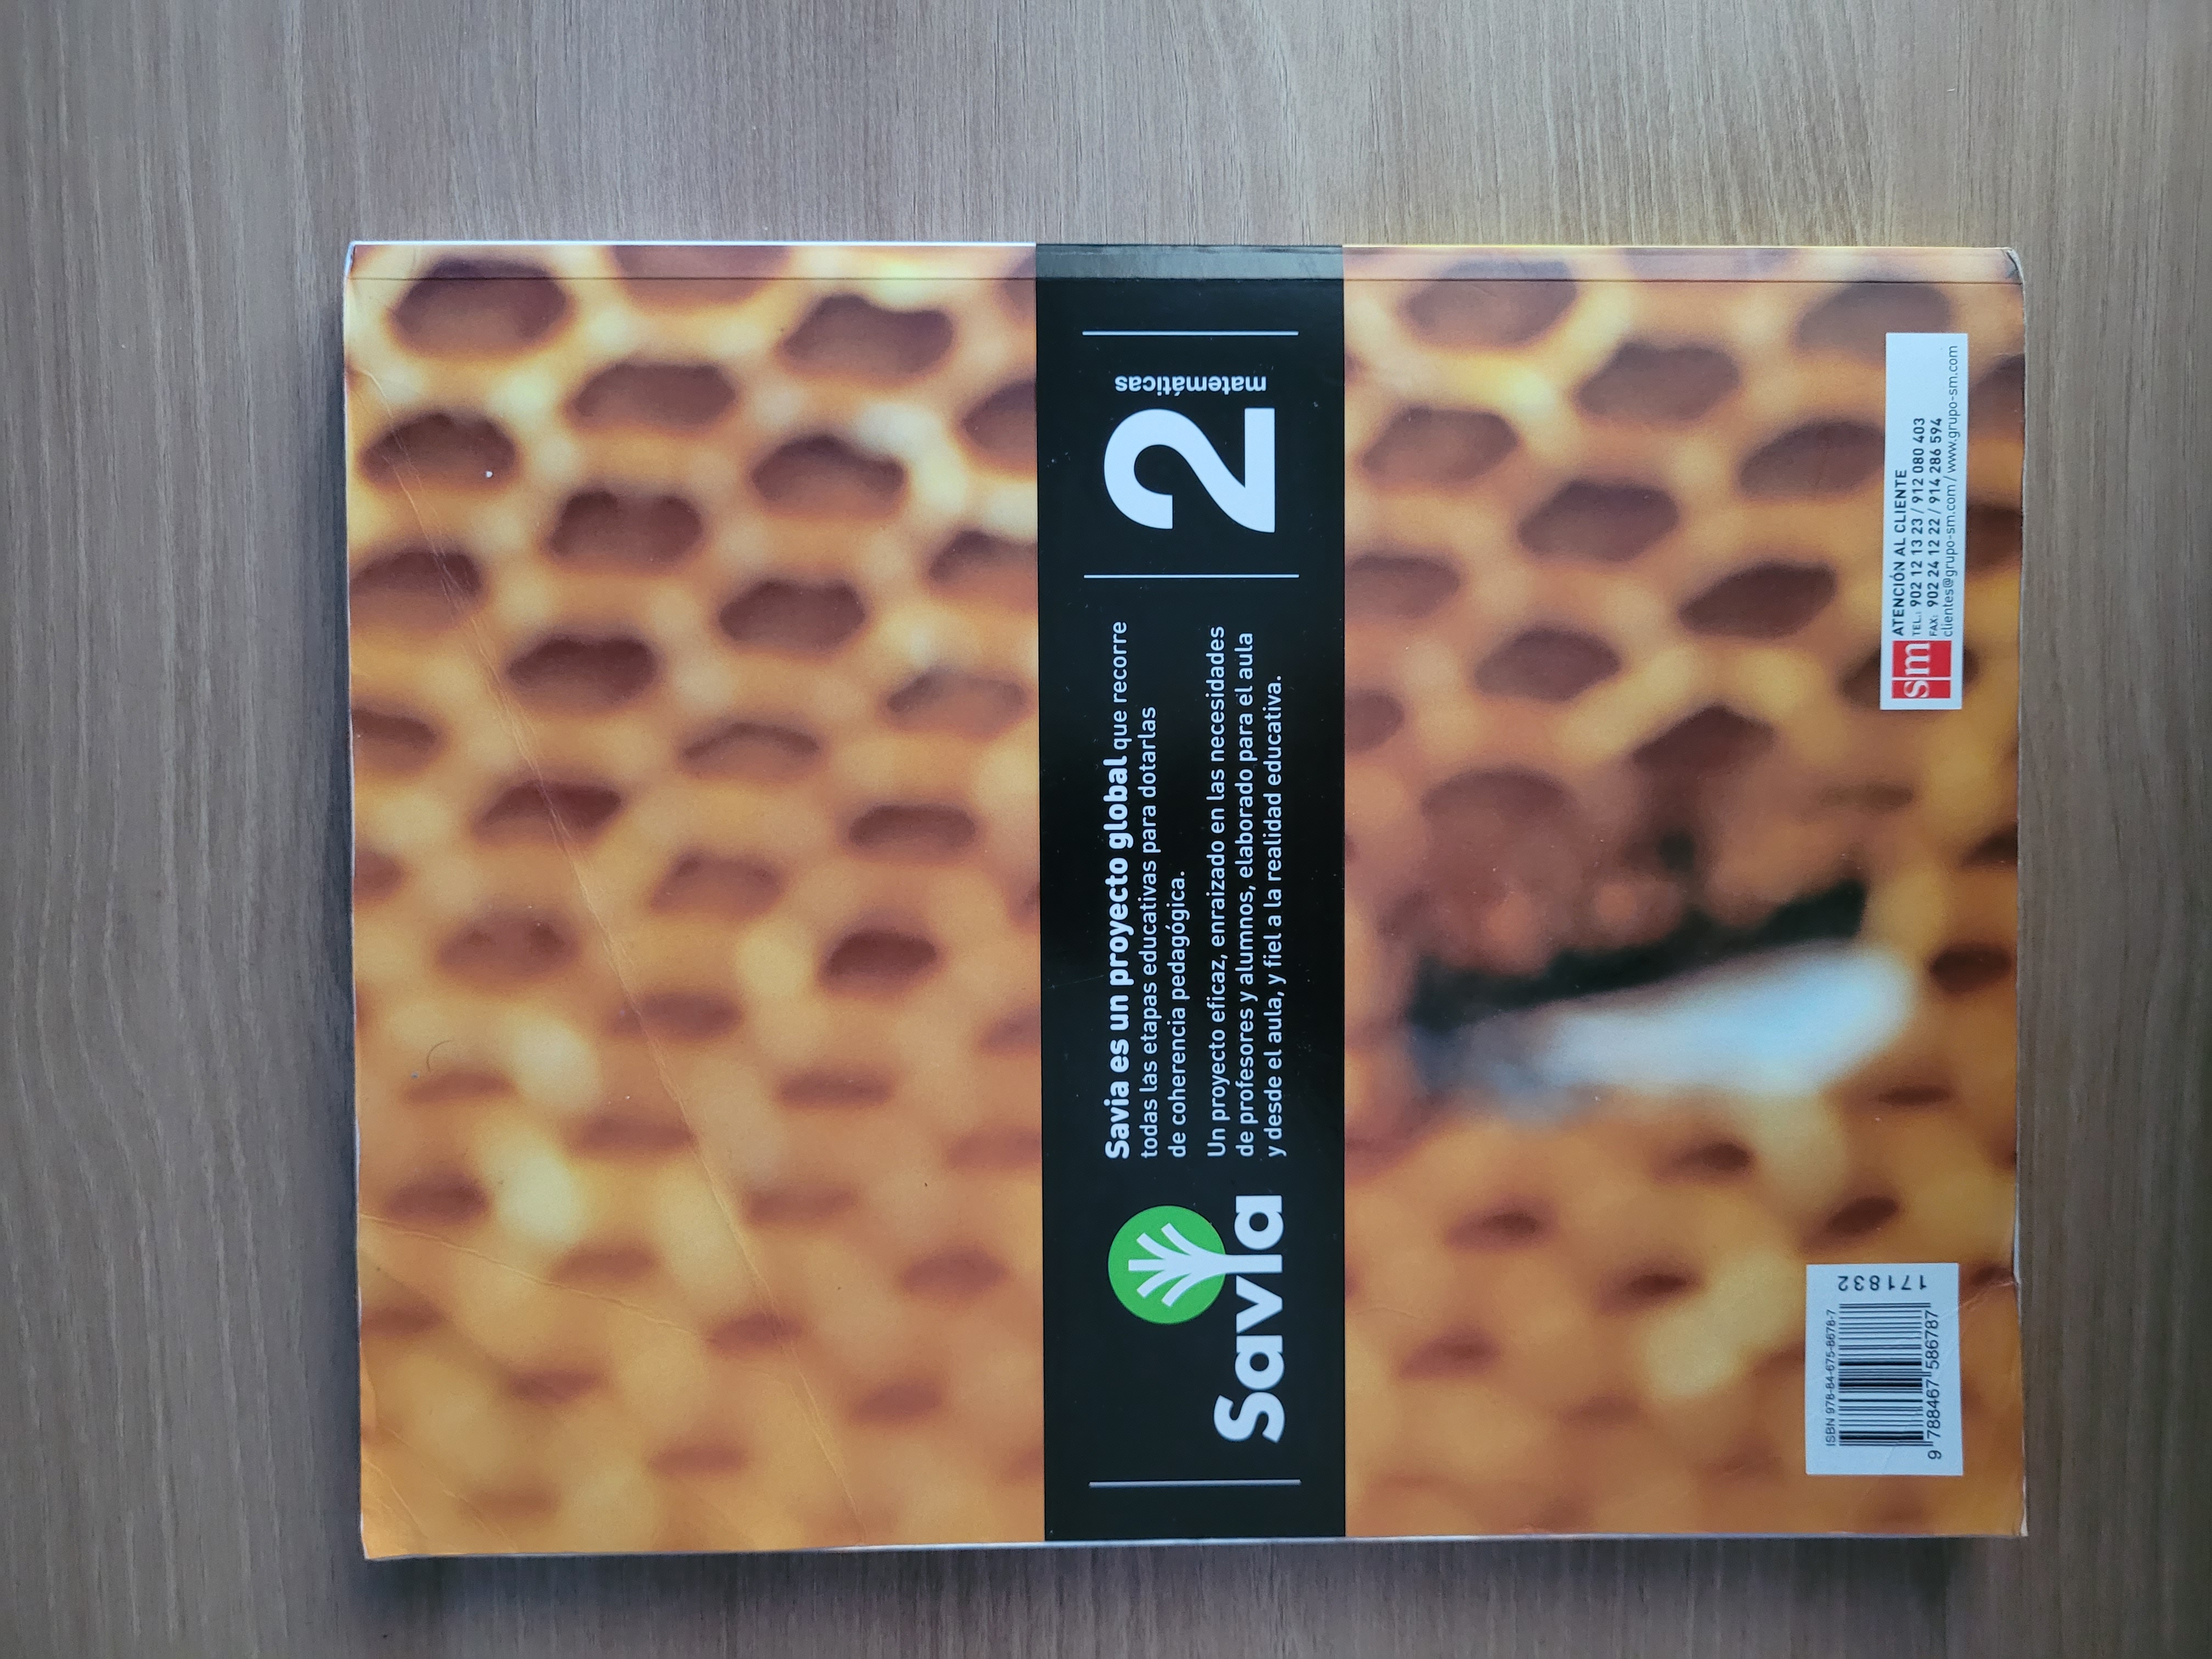 Savia
Savia es un proyecto global que recorre
todas las etapas educativas para dotarlas
de coherencia pedagógica.
Un proyecto eficaz, enraizado en las necesidades
de profesores y alumnos, elaborado para el aula
y desde el aula, y fiel a la realidad educativa.
2
matemáticas
ISBN 978-84-675-8678-7
9 788467 586787
171832
sm
ATENCIÓN AL CLIENTE
TEL.: 902 12 13 23 / 912 080 403
FAX: 902 24 12 22 / 914 286 594
clientes@grupo-sm.com / www.grupo-sm.com